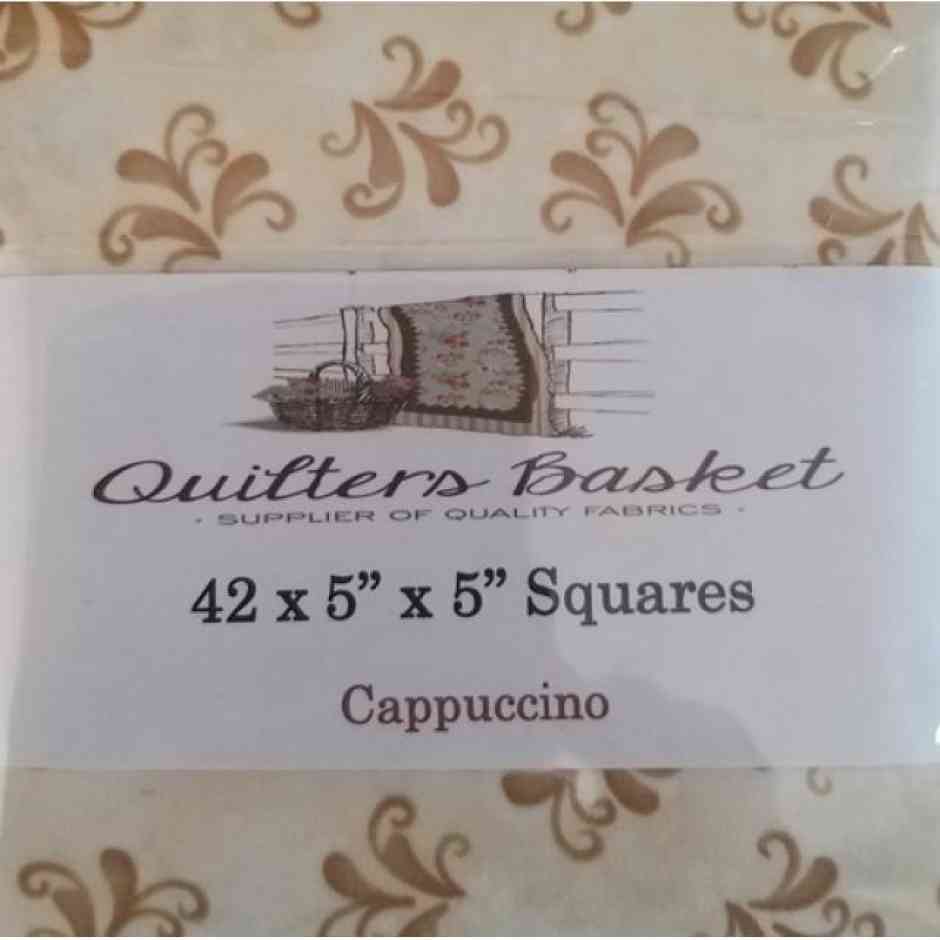 Quilters Basket
· SUPPLIER OF QUALITY FABRICS ·
42 x 5” x 5” Squares
Cappuccino